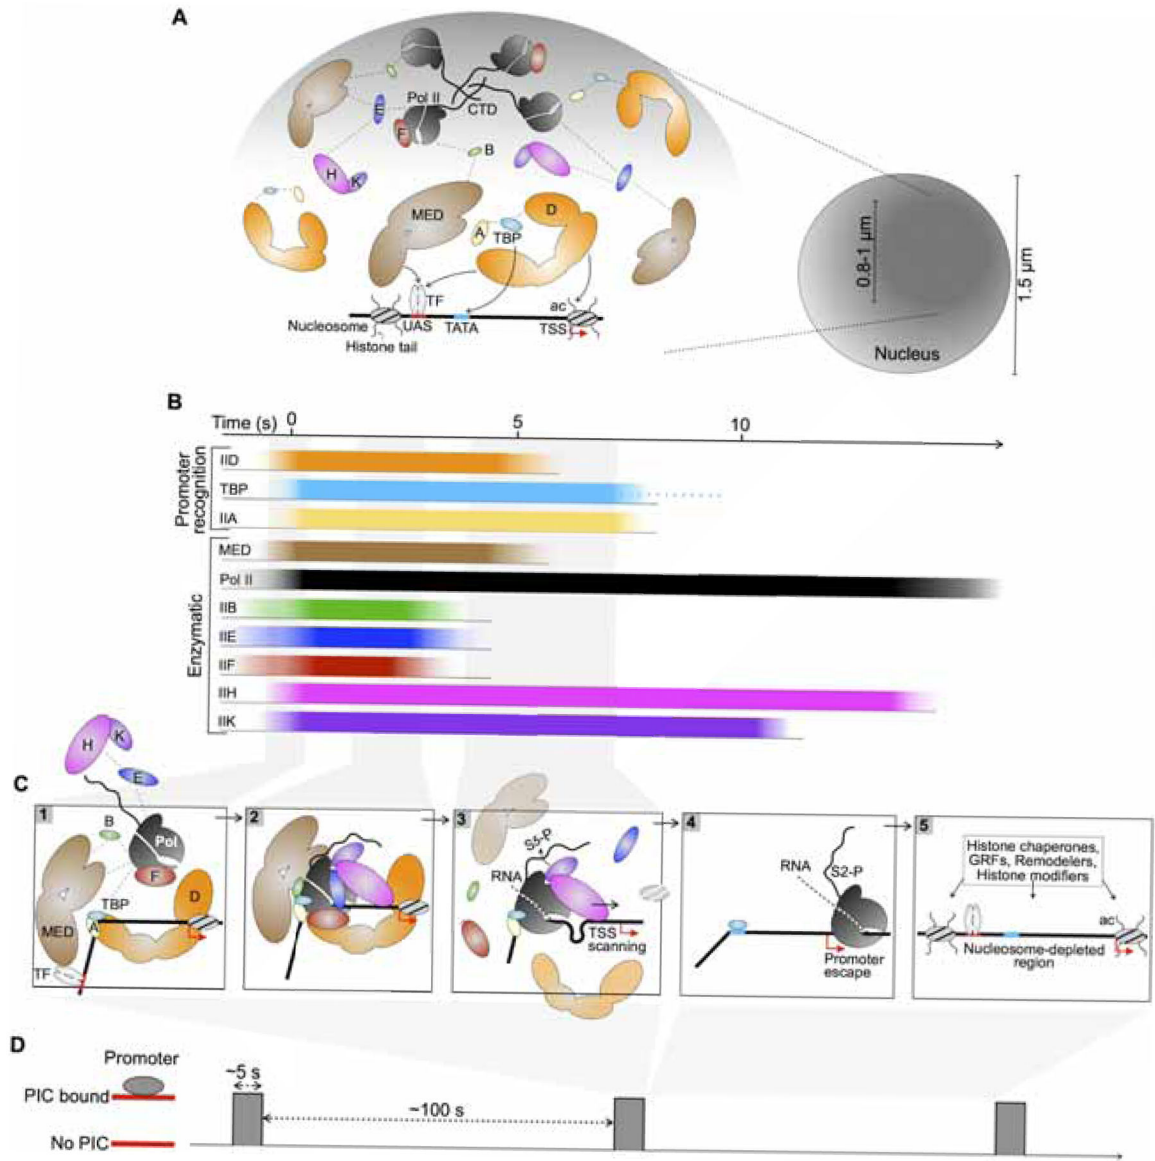 A
Pol II
CTD
E
F
B
H
K
MED
D
A
TBP
TF
ac
Nucleosome
UAS
TATA
TSS
Histone tail
0.8-1 µm
1.5 µm
Nucleus
B
Time (s)
0
5
10
Promoter
recognition
IID
TBP
IIA
Enzymatic
MED
Pol II
IIB
IIE
IIF
IIH
IIK
C
H
K
E
1
B
Pol
F
TBP
D
A
MED
TF
2
3
S5-P
RNA
TSS
scanning
4
RNA
S2-P
Promoter
escape
5
Histone chaperones,
GRFs, Remodelers,
Histone modifiers
ac
Nucleosome-depleted
region
D
Promoter
~5 s
PIC bound
~100 s
No PIC